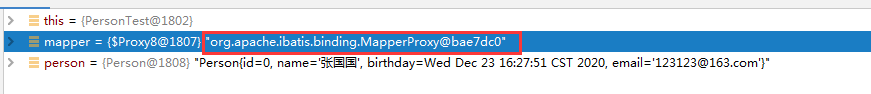 this = {PersonTest@1802}
mapper = {$Proxy8@1807} "org.apache.ibatis.binding.MapperProxy@bae7dc0"
person = {Person@1808} "Person{id=0, name='张国国', birthday=Wed Dec 23 16:27:51 CST 2020, email='123123@163.com'}"